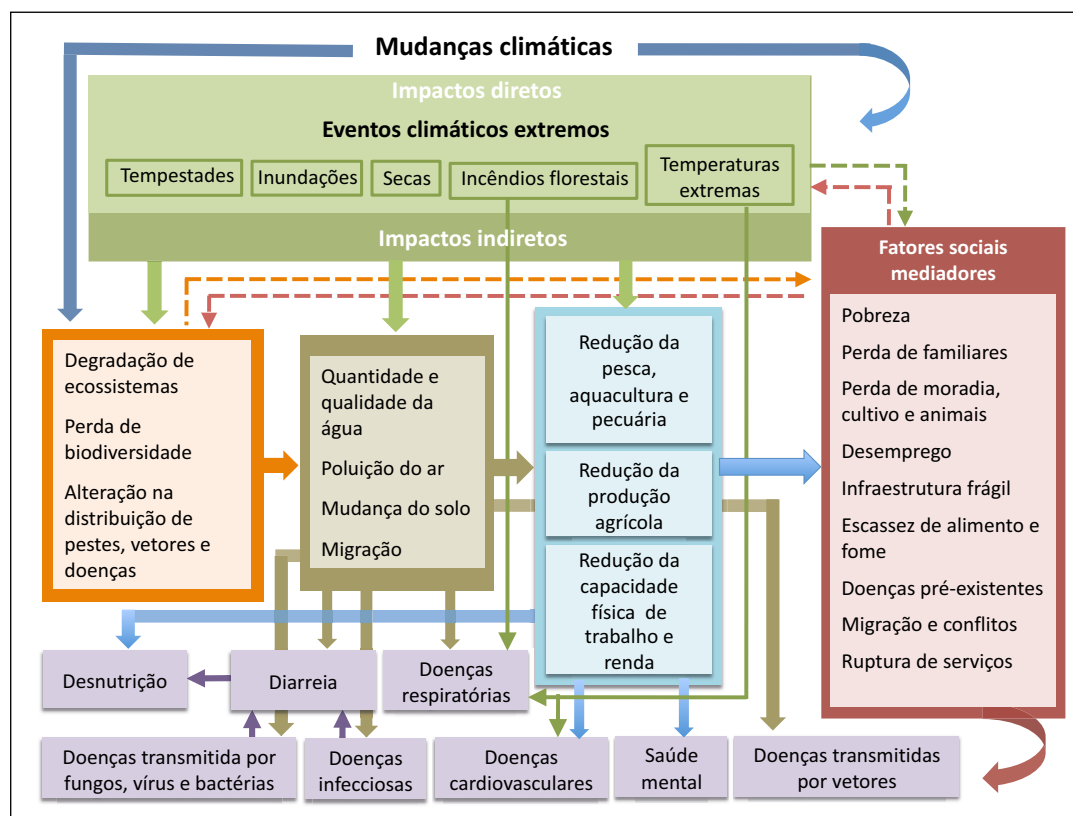 Mudanças climáticas
Impactos diretos
Eventos climáticos extremos
Tempestades
Inundações
Secas
Incêndios florestais
Temperaturas
extremas
Impactos indiretos
Fatores sociais
mediadores
Pobreza
Perda de familiares
Perda de moradia,
cultivo e animais
Desemprego
Infraestrutura frágil
Escassez de alimento e
fome
Doenças pré-existentes
Migração e conflitos
Ruptura de serviços
Degradação de
ecossistemas
Perda de
biodiversidade
Alteração na
distribuição de
pestes, vetores e
doenças
Quantidade e
qualidade da
água
Poluição do ar
Mudança do solo
Migração
Redução da
pesca,
aquacultura e
pecuária
Redução da
produção
agrícola
Redução da
capacidade
física de
trabalho e
renda
Desnutrição
Diarreia
Doenças
respiratórias
Doenças transmitida por
fungos, vírus e bactérias
Doenças
infecciosas
Doenças
cardiovasculares
Saúde
mental
Doenças transmitidas
por vetores